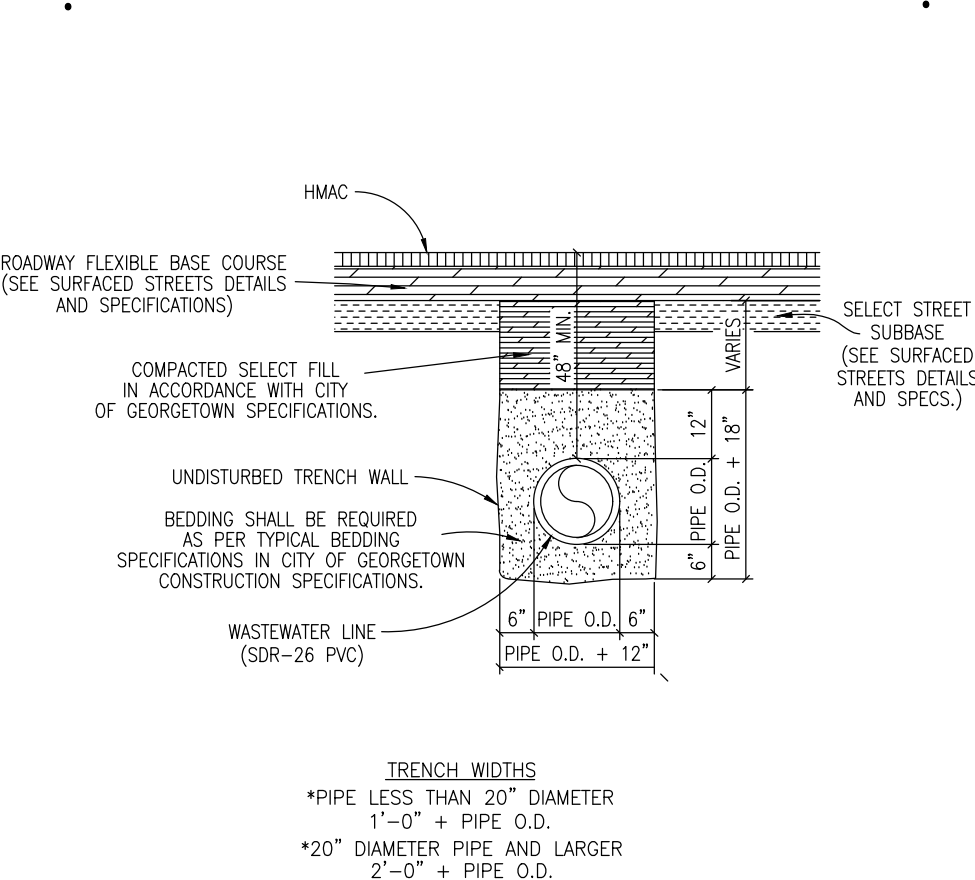 HMAC
ROADWAY FLEXIBLE BASE COURSE
(SEE SURFACED STREETS DETAILS
AND SPECIFICATIONS)
SELECT STREET
SUBBASE
(SEE SURFACED
STREETS DETAILS
AND SPECS.)
48" MIN.
VARIES
COMPACTED SELECT FILL
IN ACCORDANCE WITH CITY
OF GEORGETOWN SPECIFICATIONS.
12"
PIPE O.D. + 18"
PIPE O.D.
6"
UNDISTURBED TRENCH WALL
BEDDING SHALL BE REQUIRED
AS PER TYPICAL BEDDING
SPECIFICATIONS IN CITY OF GEORGETOWN
CONSTRUCTION SPECIFICATIONS.
6" PIPE O.D. 6"
WASTEWATER LINE
(SDR-26 PVC)
PIPE O.D. + 12"
TRENCH WIDTHS
*PIPE LESS THAN 20" DIAMETER
1'-0" + PIPE O.D.
*20" DIAMETER PIPE AND LARGER
2'-0" + PIPE O.D.